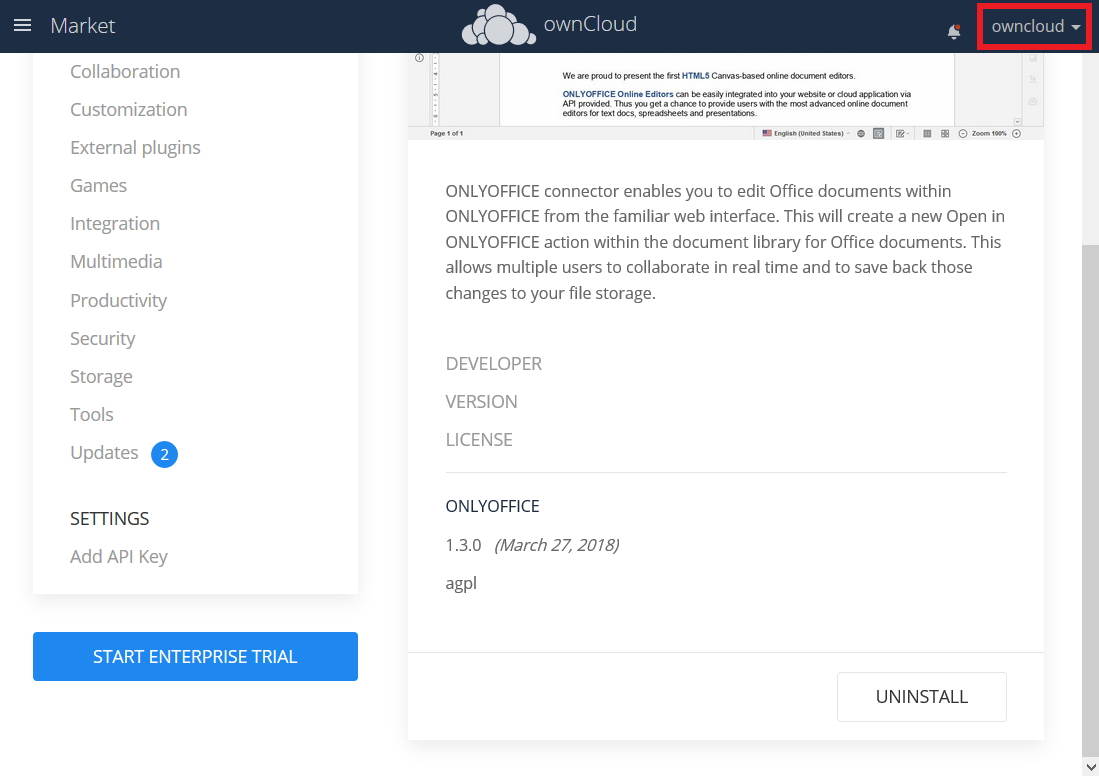 Market
ownCloud
owncloud
Collaboration
Customization
External plugins
Games
Integration
Multimedia
Productivity
Security
Storage
Tools
Updates 2
SETTINGS
Add API Key
START ENTERPRISE TRIAL
We are proud to present the first HTML5 Canvas-based online document editors.
ONLYOFFICE Online Editors can be easily integrated into your website or cloud application via
API provided. Thus you get a chance to provide users with the most advanced online document
editors for text docs, spreadsheets and presentations.
Page 1 of 1
English (United States)
Zoom 100%
ONLYOFFICE connector enables you to edit Office documents within
ONLYOFFICE from the familiar web interface. This will create a new Open in
ONLYOFFICE action within the document library for Office documents. This
allows multiple users to collaborate in real time and to save back those
changes to your file storage.
DEVELOPER
VERSION
LICENSE
ONLYOFFICE
1.3.0 (March 27, 2018)
agpl
UNINSTALL